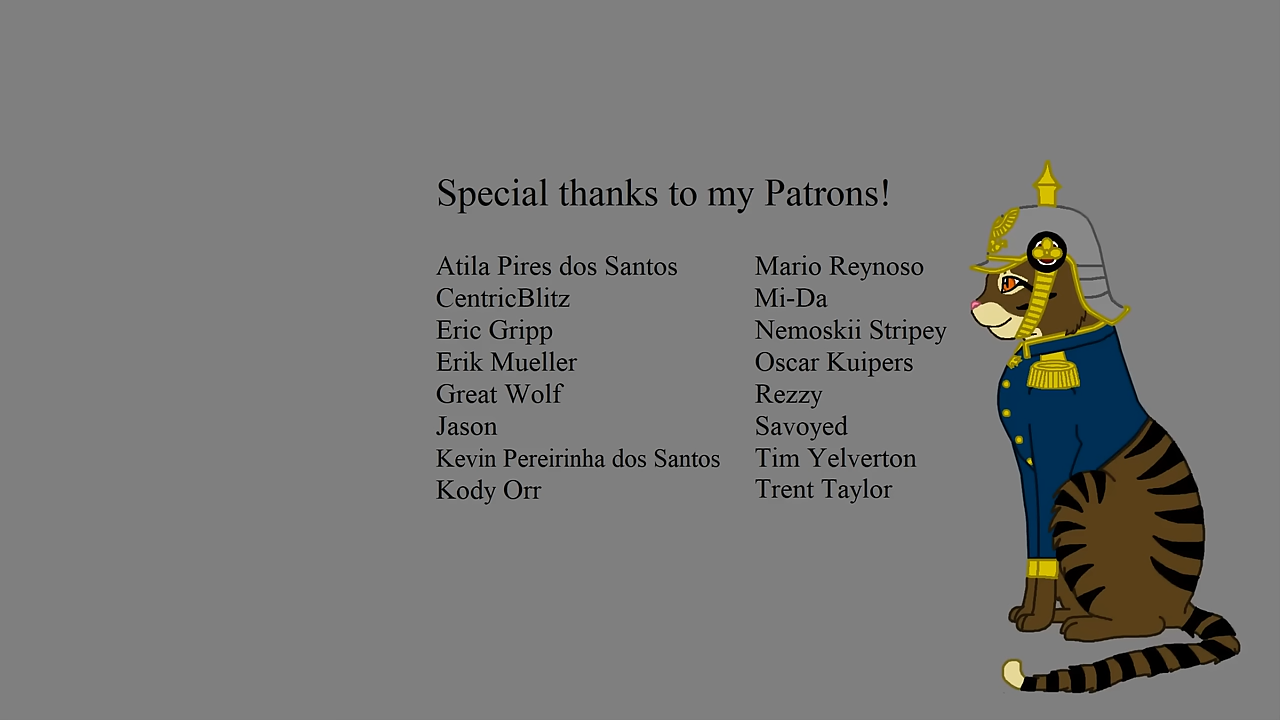 Special thanks to my Patrons!
Atila Pires dos Santos
CentricBlitz
Eric Gripp
Erik Mueller
Great Wolf
Jason
Kevin Pereirinha dos Santos
Kody Orr
Mario Reynoso
Mi-Da
Nemoskii Stripey
Oscar Kuipers
Rezzy
Savoyed
Tim Yelverton
Trent Taylor